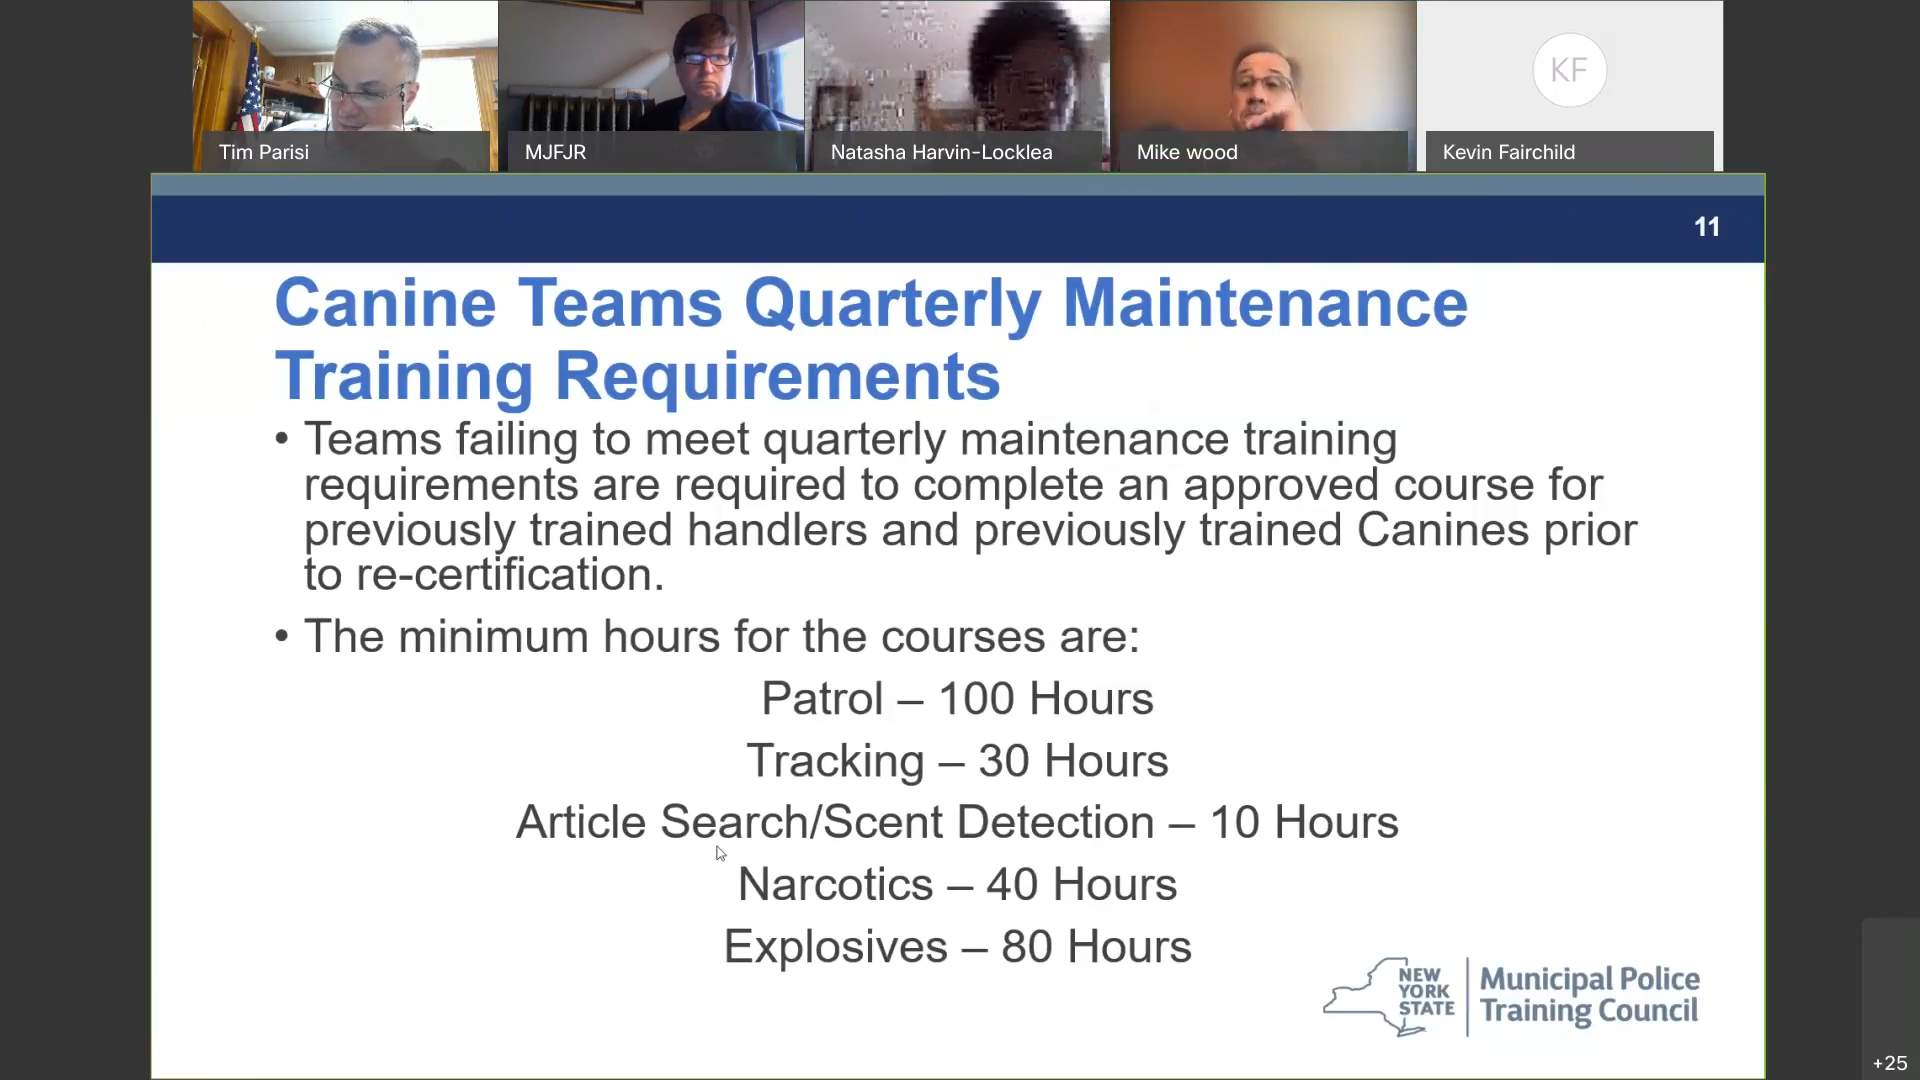 KF
Tim Parisi
MJFJR
Natasha Harvin-Locklea
Mike wood
Kevin Fairchild
11
Canine Teams Quarterly Maintenance
Training Requirements
• Teams failing to meet quarterly maintenance training
requirements are required to complete an approved course for
previously trained handlers and previously trained Canines prior
to re-certification.
• The minimum hours for the courses are:
Patrol – 100 Hours
Tracking – 30 Hours
Article Search/Scent Detection – 10 Hours
Narcotics – 40 Hours
Explosives – 80 Hours
NEW
YORK
STATE
Municipal Police
Training Council
+25